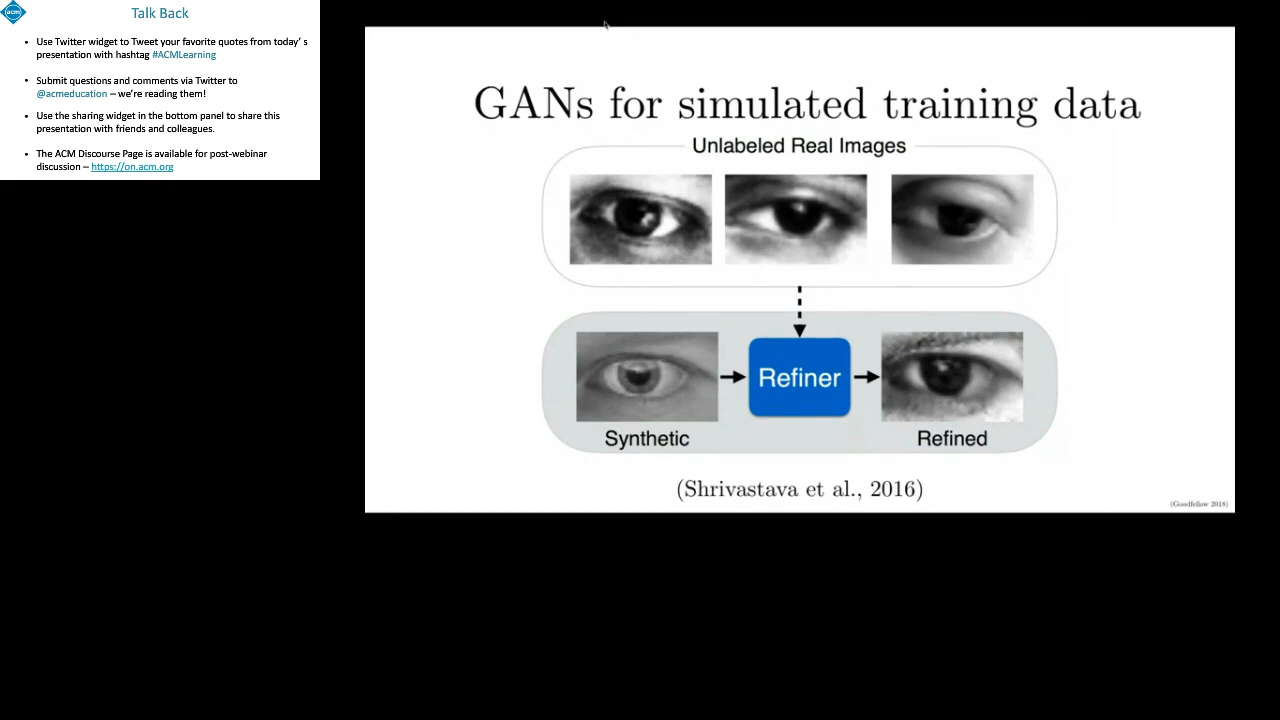 acm
Talk Back
• Use Twitter widget to Tweet your favorite quotes from today' s
presentation with hashtag #ACMLearning
• Submit questions and comments via Twitter to
@acmeducation – we're reading them!
• Use the sharing widget in the bottom panel to share this
presentation with friends and colleagues.
• The ACM Discourse Page is available for post-webinar
discussion – https://on.acm.org
GANs for simulated training data
Unlabeled Real Images
Refiner
Synthetic
Refined
(Shrivastava et al., 2016)
(Goodfellow 2018)